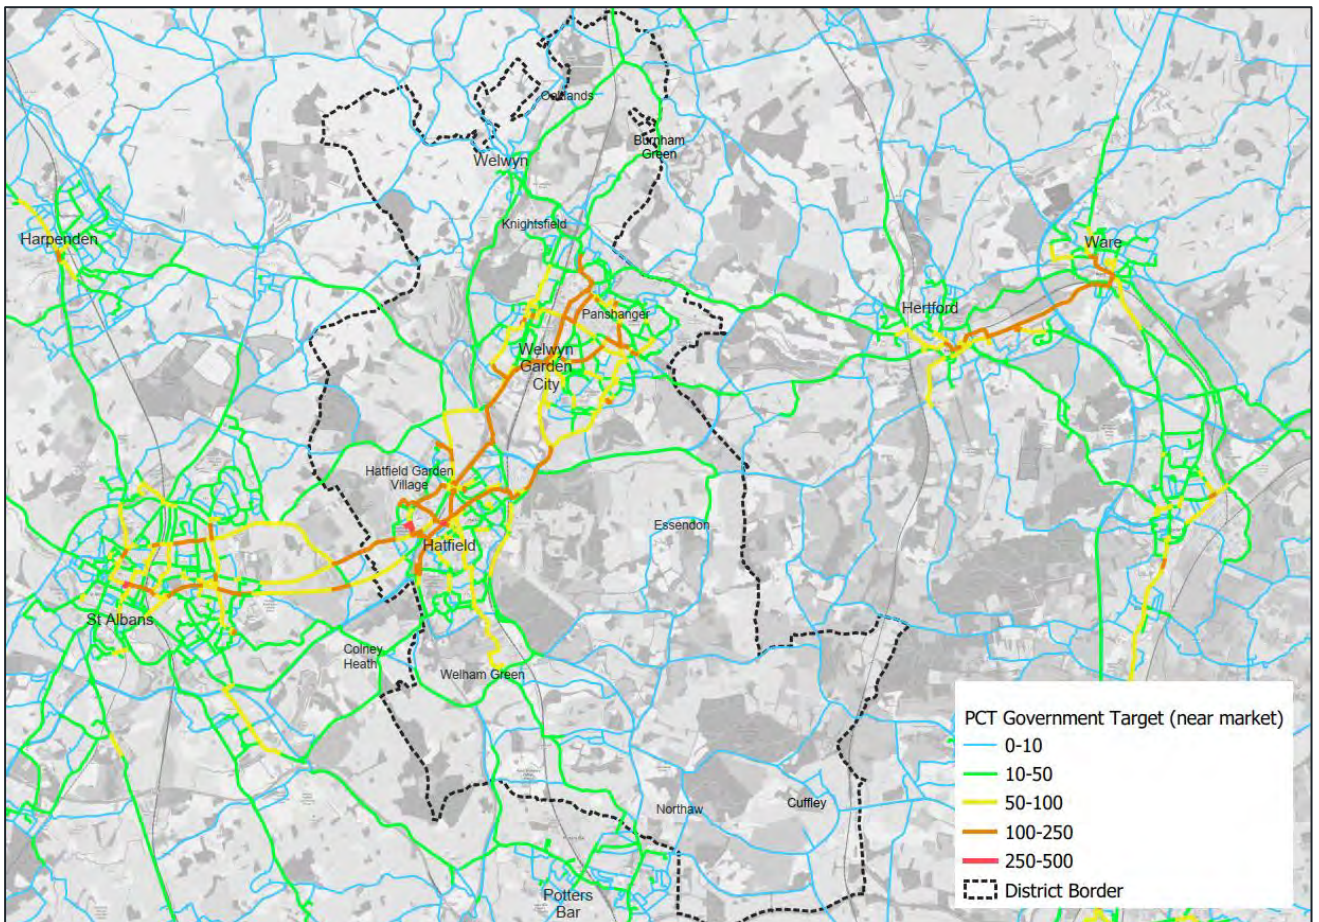 Oaklands
Burnham
Green
Welwyn
Knightsfield
Harpenden
Ware
Hertford
Panshanger
Welwyn
Garden
City
Hatfield Garden
Village
Essendon
Hatfield
St Albans
Colney
Heath
Welham Green
Northaw
Cuffley
Potters
Bar
PCT Government Target (near market)
0-10
10-50
50-100
100-250
250-500
District Border